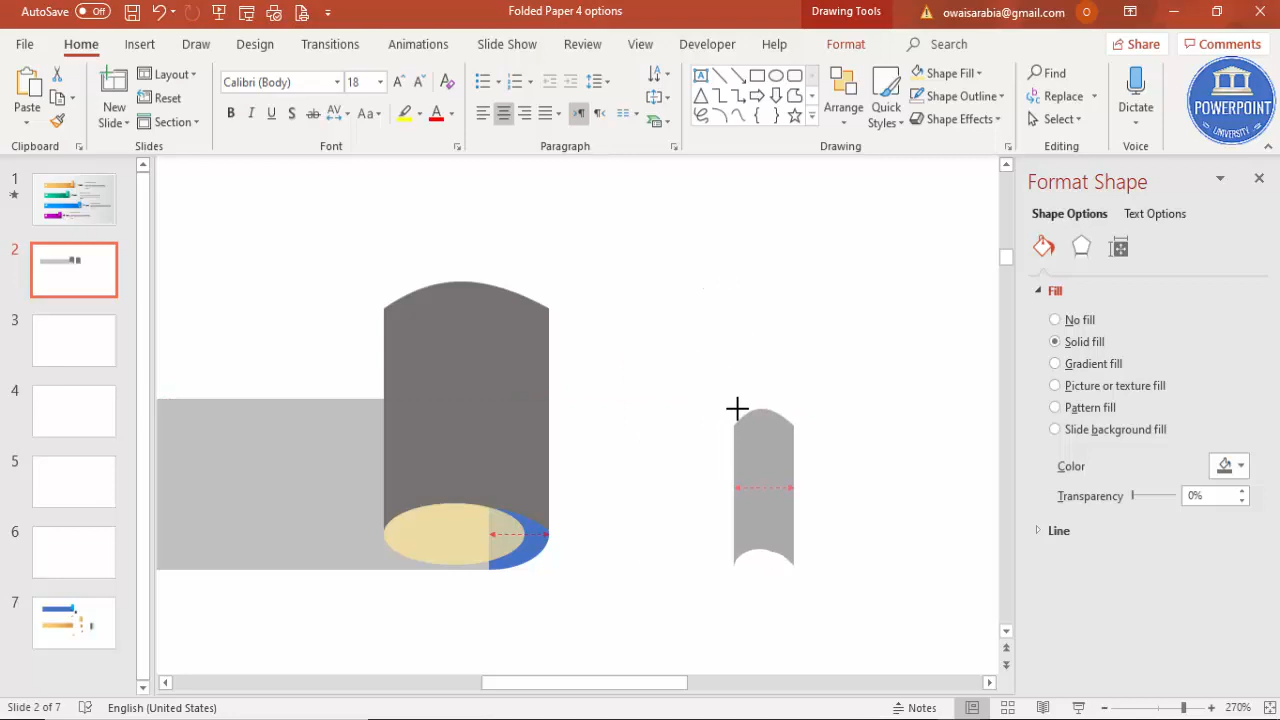 AutoSave Off
Folded Paper 4 options
Drawing Tools
owaisarabia@gmail.com
O
File Home Insert Draw Design Transitions Animations Slide Show Review View Developer Help Format Search Share Comments
Paste
New
Slide
Layout
Reset
Section
Calibri (Body) 18
B I U S ab AV Aa A
Arrange
Quick
Styles
Shape Fill
Shape Outline
Shape Effects
Find
Replace
Select
Dictate
POWERPOINT
UNIVERSITY
Clipboard Slides Font Paragraph Drawing Editing Voice
1
2
3
4
5
6
7
Format Shape
Shape Options Text Options
Fill
No fill
Solid fill
Gradient fill
Picture or texture fill
Pattern fill
Slide background fill
Color
Transparency 0%
Line
Slide 2 of 7 English (United States) Notes 270%